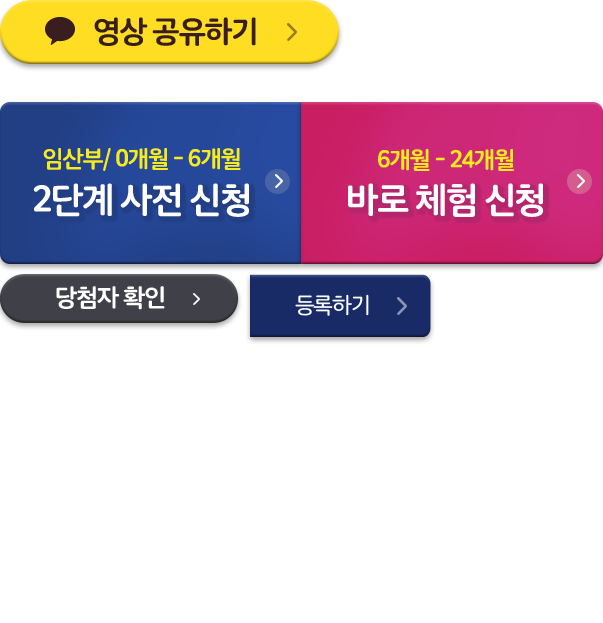 영상 공유하기
임산부/ 0개월 - 6개월
2단계 사전 신청
6개월 - 24개월
바로 체험 신청
당첨자 확인
등록하기